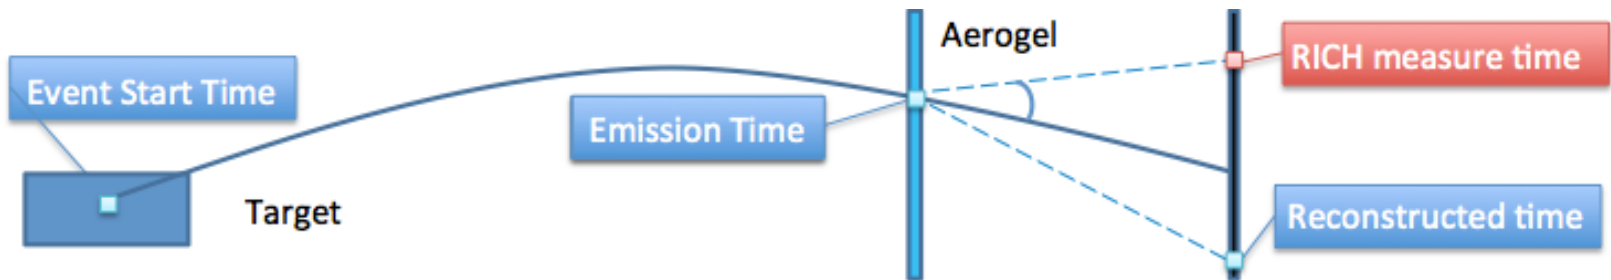 Aerogel
RICH measure time
Event Start Time
Emission Time
Target
Reconstructed time